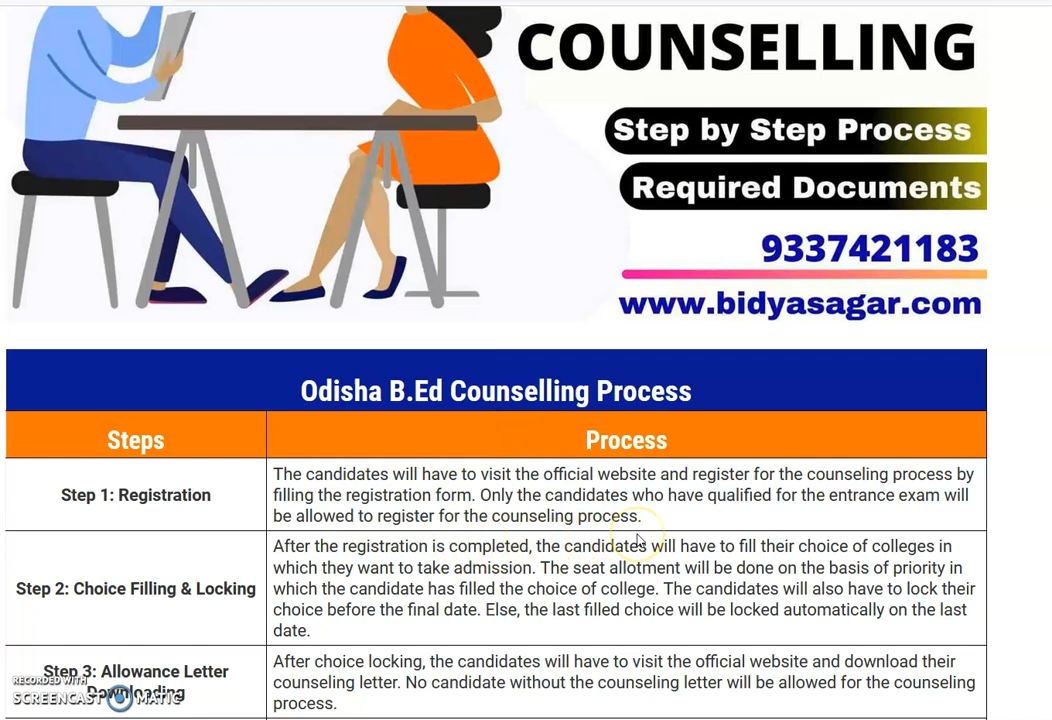 COUNSELLING
Step by Step Process
Required Documents
9337421183
www.bidyasagar.com
Odisha B.Ed Counselling Process
Steps
Process
Step 1: Registration
The candidates will have to visit the official website and register for the counseling process by
filling the registration form. Only the candidates who have qualified for the entrance exam will
be allowed to register for the counseling process.
Step 2: Choice Filling & Locking
After the registration is completed, the candidates will have to fill their choice of colleges in
which they want to take admission. The seat allotment will be done on the basis of priority in
which the candidate has filled the choice of college. The candidates will also have to lock their
choice before the final date. Else, the last filled choice will be locked automatically on the last
date.
Step 3: Allowance Letter
Downloading
After choice locking, the candidates will have to visit the official website and download their
counseling letter. No candidate without the counseling letter will be allowed for the counseling
process.
RECORDED WITH
SCREENCAST MATIC